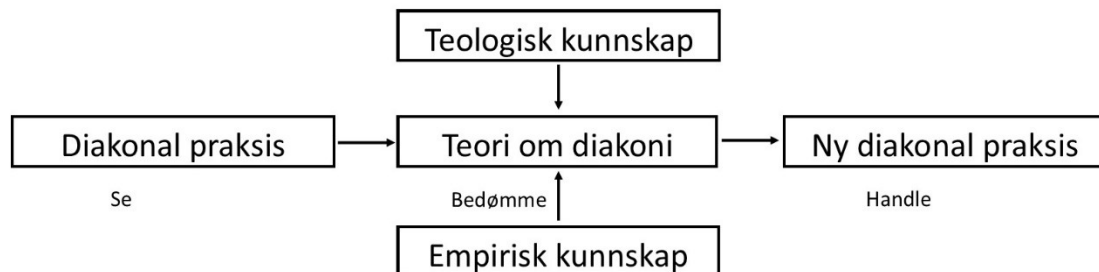 Teologisk kunnskap
Diakonal praksis
Teori om diakoni
Ny diakonal praksis
Se
Bedømme
Handle
Empirisk kunnskap